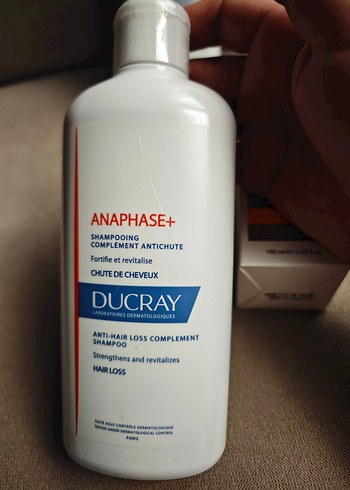 ANAPHASE+
SHAMPOOING
COMPLÉMENT ANTICHUTE
Fortifie et revitalise
CHUTE DE CHEVEUX
DUCRAY
LABORATOIRES DERMATOLOGIQUES
ANTI-HAIR LOSS COMPLEMENT
SHAMPOO
Strengthens and revitalizes
HAIR LOSS
TESTÉ SOUS CONTRÔLE DERMATOLOGIQUE
TESTED UNDER DERMATOLOGICAL CONTROL
PARIS